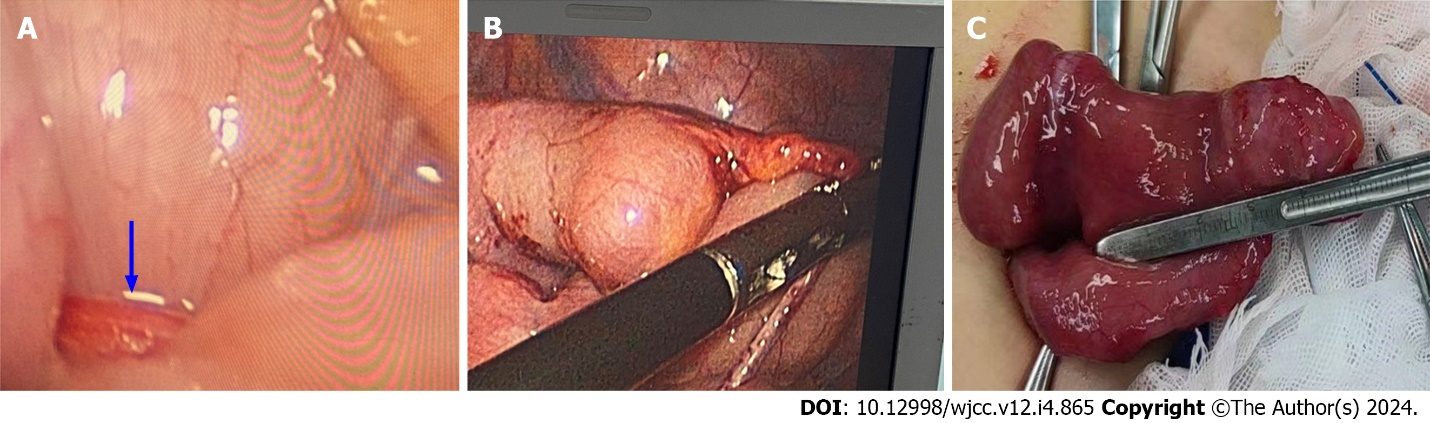 A
B
C
DOI: 10.12998/wjcc.v12.i4.865 Copyright ©The Author(s) 2024.